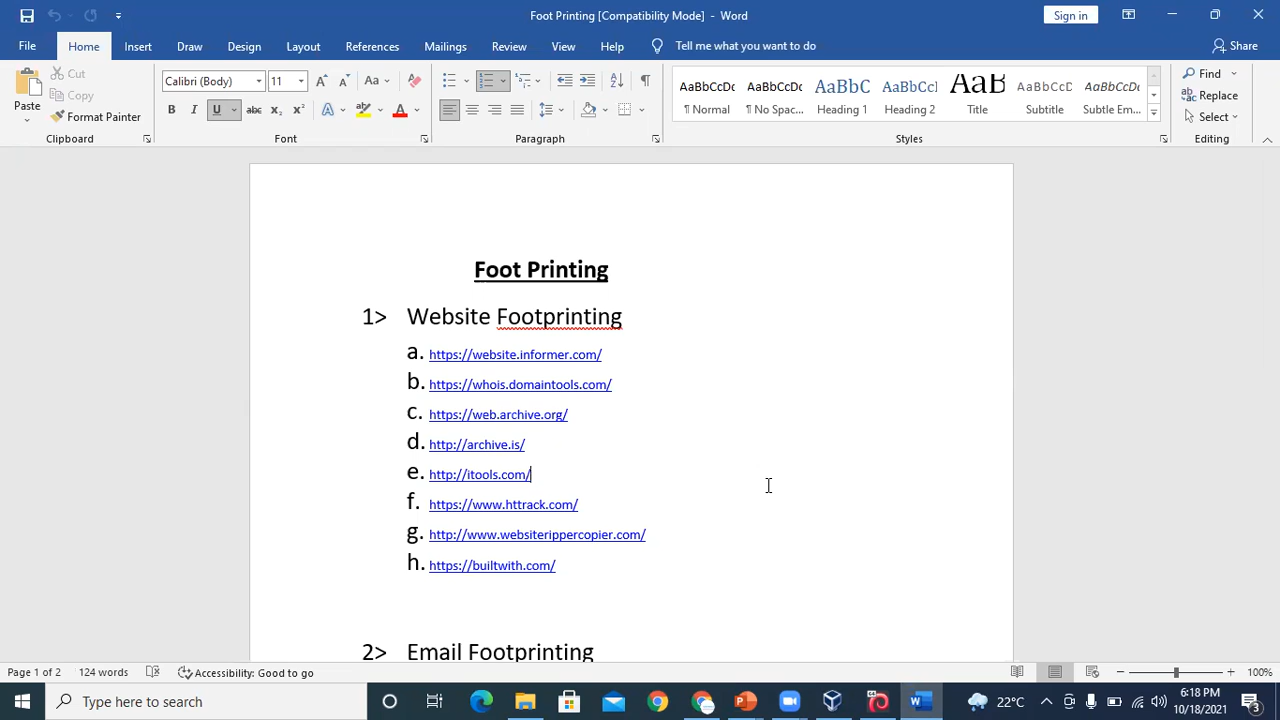 Foot Printing [Compatibility Mode] - Word
Sign in
File Home Insert Draw Design Layout References Mailings Review View Help Tell me what you want to do Share
Paste
Cut
Copy
Format Painter
Clipboard
Calibri (Body) 11
Font
Paragraph
AaBbCcDc AaBbCcDc AaBbC AaBbCcD AaB AaBbCcD AaBbCcDc
¶ Normal ¶ No Spac... Heading 1 Heading 2 Title Subtitle Subtle Em...
Styles
Find
Replace
Select
Editing
Foot Printing
1> Website Footprinting
a. https://website.informer.com/
b. https://whois.domaintools.com/
c. https://web.archive.org/
d. http://archive.is/
e. http://itools.com/
f. https://www.httrack.com/
g. http://www.websiterippercopier.com/
h. https://builtwith.com/
2> Email Footprinting
Page 1 of 2 124 words Accessibility: Good to go 100%
Type here to search
22°C
6:18 PM
10/18/2021
3